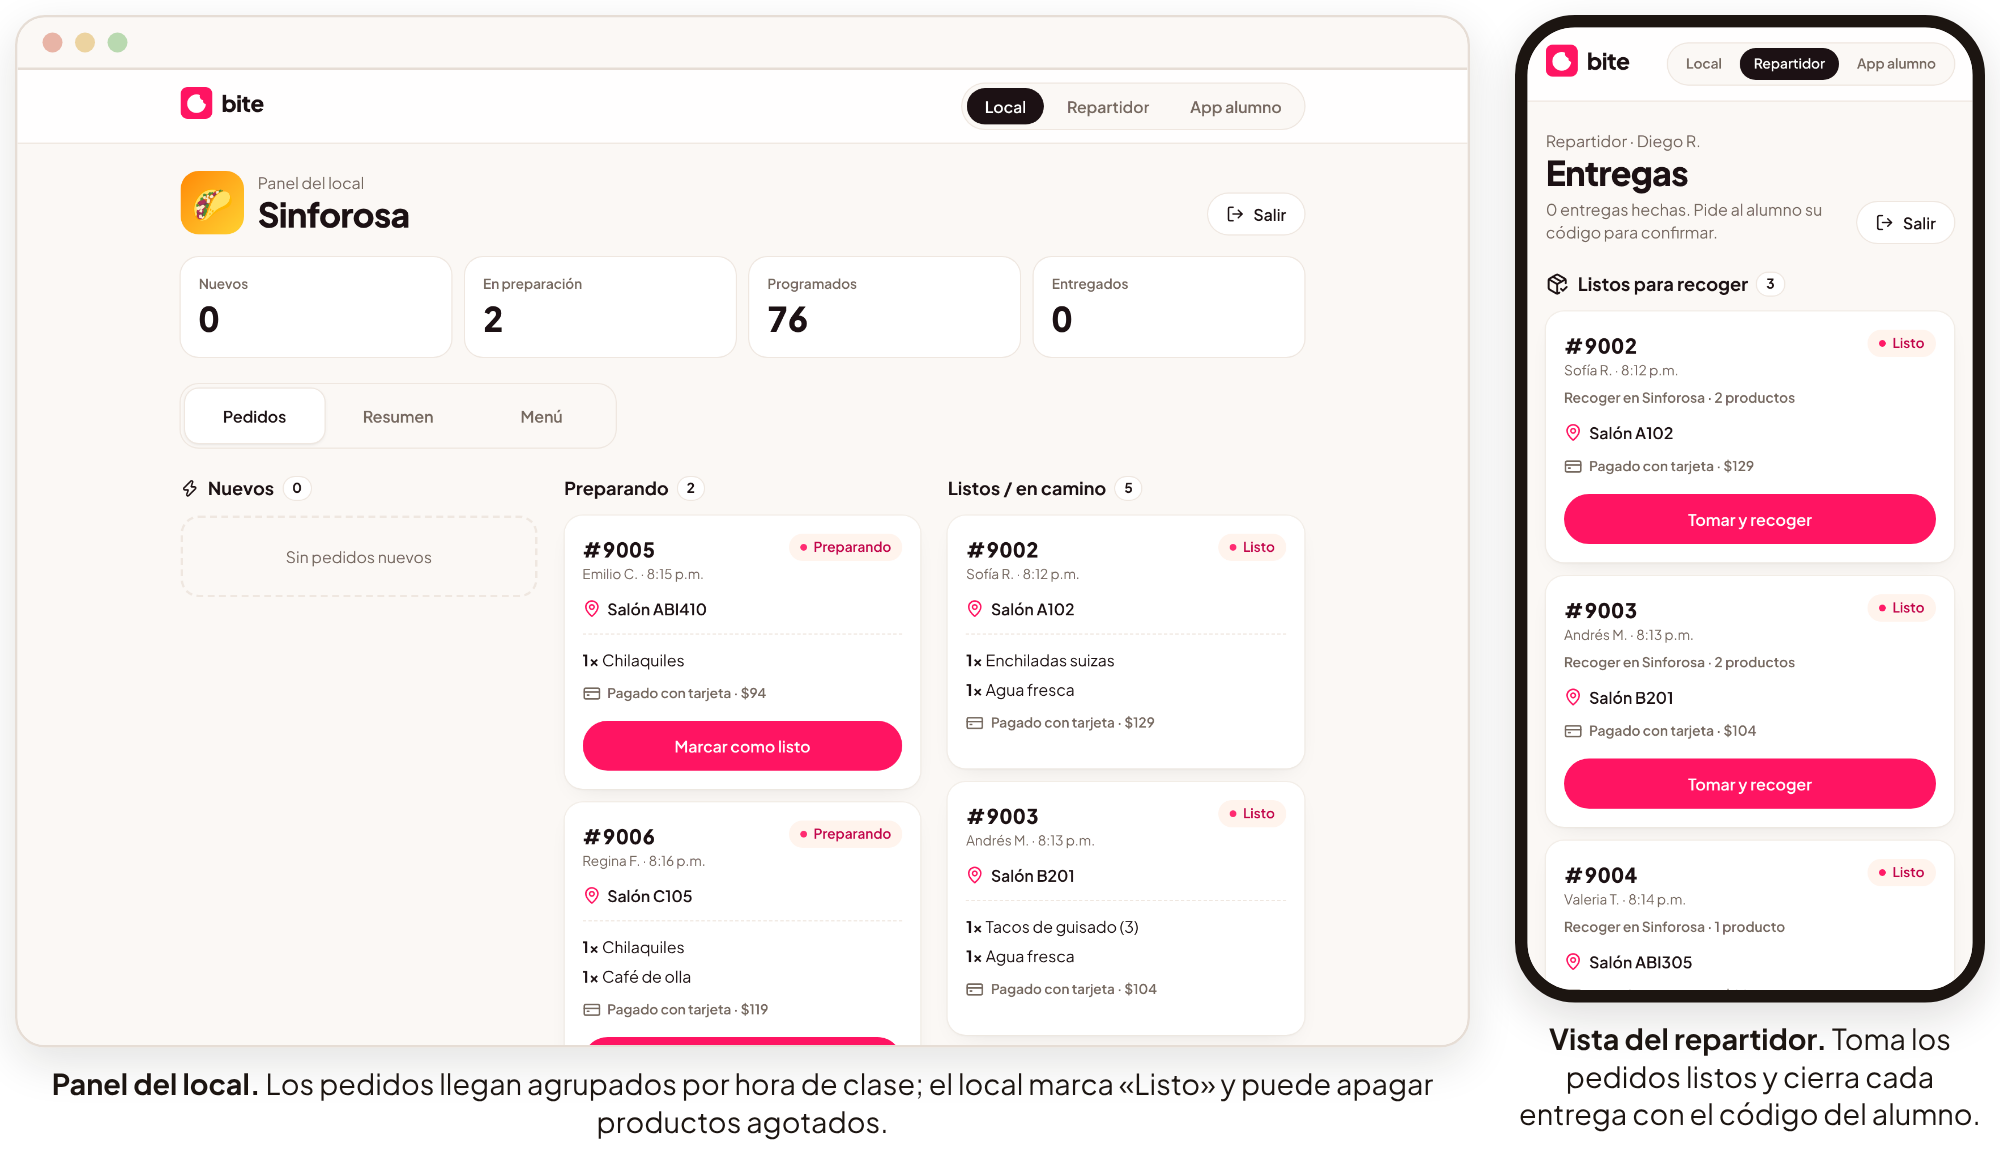 bite
Local Repartidor App alumno
Panel del local
Sinforosa
Salir
Nuevos
0
En preparación
2
Programados
76
Entregados
0
Pedidos Resumen Menú
Nuevos 0
Sin pedidos nuevos
Preparando 2
#9005 Preparando
Emilio C. · 8:15 p.m.
Salón ABI410
1× Chilaquiles
Pagado con tarjeta · $94
Marcar como listo
#9006 Preparando
Regina F. · 8:16 p.m.
Salón C105
1× Chilaquiles
1× Café de olla
Pagado con tarjeta · $119
Listos / en camino 5
#9002 Listo
Sofía R. · 8:12 p.m.
Salón A102
1× Enchiladas suizas
1× Agua fresca
Pagado con tarjeta · $129
#9003 Listo
Andrés M. · 8:13 p.m.
Salón B201
1× Tacos de guisado (3)
1× Agua fresca
Pagado con tarjeta · $104
Panel del local. Los pedidos llegan agrupados por hora de clase; el local marca «Listo» y puede apagar
productos agotados.
bite
Local Repartidor App alumno
Repartidor · Diego R.
Entregas
0 entregas hechas. Pide al alumno su
código para confirmar.
Salir
Listos para recoger 3
#9002 Listo
Sofía R. · 8:12 p.m.
Recoger en Sinforosa · 2 productos
Salón A102
Pagado con tarjeta · $129
Tomar y recoger
#9003 Listo
Andrés M. · 8:13 p.m.
Recoger en Sinforosa · 2 productos
Salón B201
Pagado con tarjeta · $104
Tomar y recoger
#9004 Listo
Valeria T. · 8:14 p.m.
Recoger en Sinforosa · 1 producto
Salón ABI305
Vista del repartidor. Toma los
pedidos listos y cierra cada
entrega con el código del alumno.